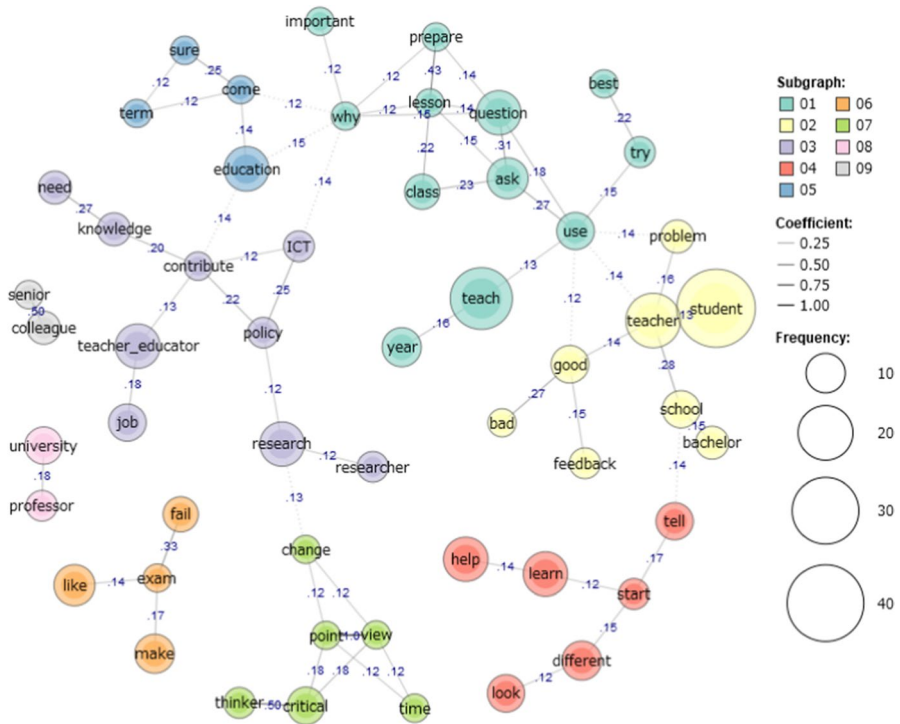 important
sure
prepare
.12
.25
.12
.43
.14
best
.12
come
.12
.12
lesson
.14
question
.22
term
why
.15
.14
.15
.22
.15
.31
try
education
class
.23
ask
.18
.15
.14
.27
need
.27
knowledge
.14
use
.14
problem
.20
contribute
.12
ICT
.14
.16
.13
senior
.50
colleague
.13
.22
.25
teach
.12
teacher
.13
student
teacher_educator
policy
year
.16
.14
.28
.18
.12
good
.27
.15
school
.15
job
bad
bachelor
university
research
.12
researcher
feedback
.14
.18
professor
.13
fail
tell
.33
change
help
.14
learn
.12
.17
like
.14
exam
.12
.12
start
.17
point
1.0
view
.15
make
.18
.18
.12
.12
different
thinker
.50
critical
time
look
.12
Subgraph:
01 06
02 07
03 08
04 09
05
Coefficient:
0.25
0.50
0.75
1.00
Frequency:
10
20
30
40